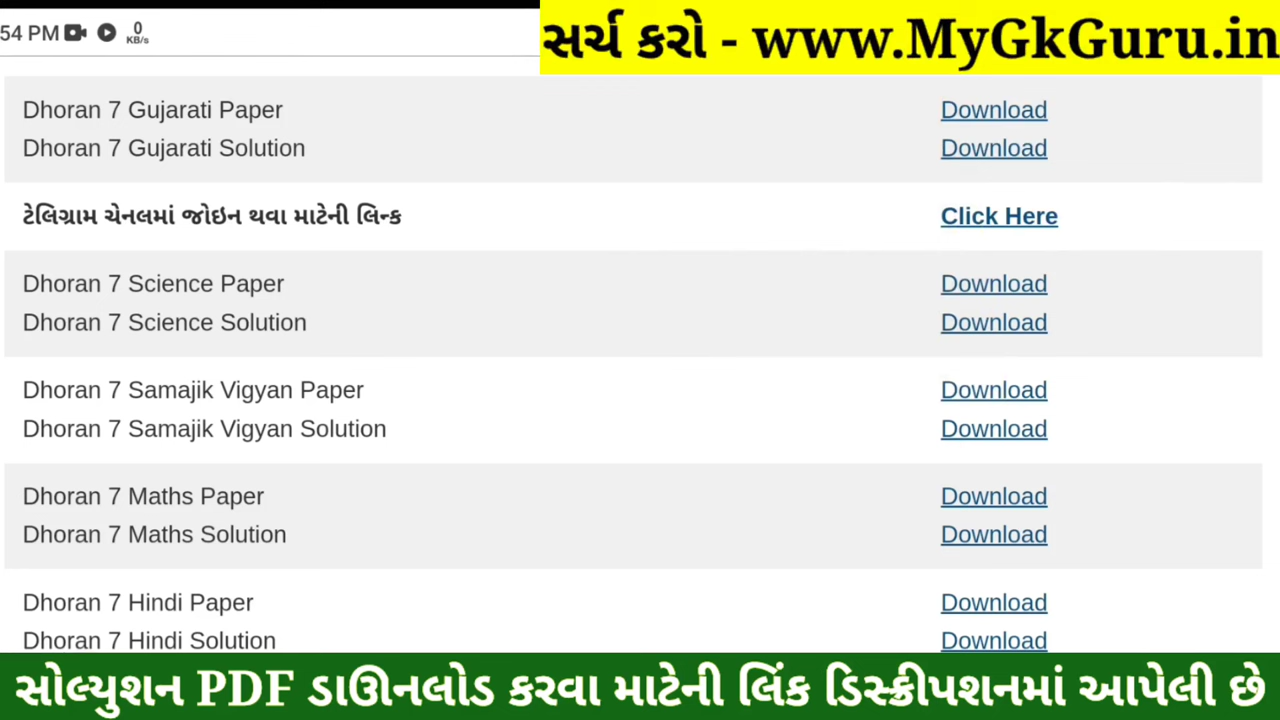 54 PM 0 KB/s
સર્ચ કરો - www.MyGkGuru.in
Dhoran 7 Gujarati Paper Download
Dhoran 7 Gujarati Solution Download
ટેલિગ્રામ ચેનલમાં જોઇન થવા માટેની લિન્ક Click Here
Dhoran 7 Science Paper Download
Dhoran 7 Science Solution Download
Dhoran 7 Samajik Vigyan Paper Download
Dhoran 7 Samajik Vigyan Solution Download
Dhoran 7 Maths Paper Download
Dhoran 7 Maths Solution Download
Dhoran 7 Hindi Paper Download
Dhoran 7 Hindi Solution Download
સોલ્યુશન PDF ડાઊનલોડ કરવા માટેની લિંક ડિસ્ક્રીપશનમાં આપેલી છે